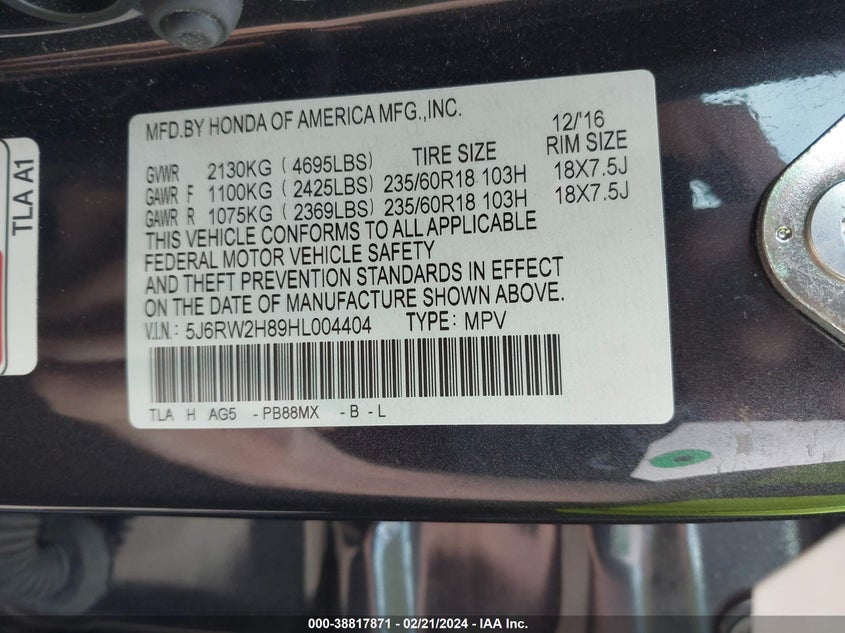 MFD.BY HONDA OF AMERICA MFG.,INC. 12/'16
GVWR 2130KG (4695LBS) TIRE SIZE RIM SIZE
GAWR F 1100KG (2425LBS) 235/60R18 103H 18X7.5J
GAWR R 1075KG (2369LBS) 235/60R18 103H 18X7.5J
THIS VEHICLE CONFORMS TO ALL APPLICABLE
FEDERAL MOTOR VEHICLE SAFETY
AND THEFT PREVENTION STANDARDS IN EFFECT
ON THE DATE OF MANUFACTURE SHOWN ABOVE.
V.I.N.: 5J6RW2H89HL004404 TYPE: MPV
TLA H AG5 -PB88MX -B -L
TLA A1
000-38817871 - 02/21/2024 - IAA Inc.